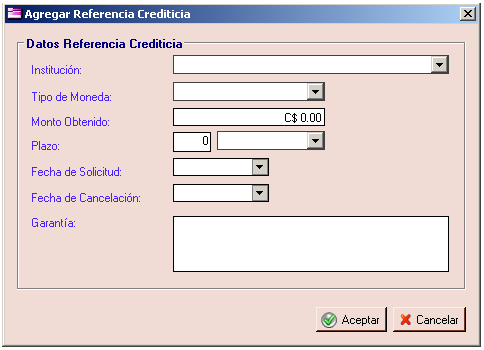 Agregar Referencia Crediticia
Datos Referencia Crediticia
Institución:
Tipo de Moneda:
Monto Obtenido: C$ 0.00
Plazo: 0
Fecha de Solicitud:
Fecha de Cancelación:
Garantía:
Aceptar Cancelar